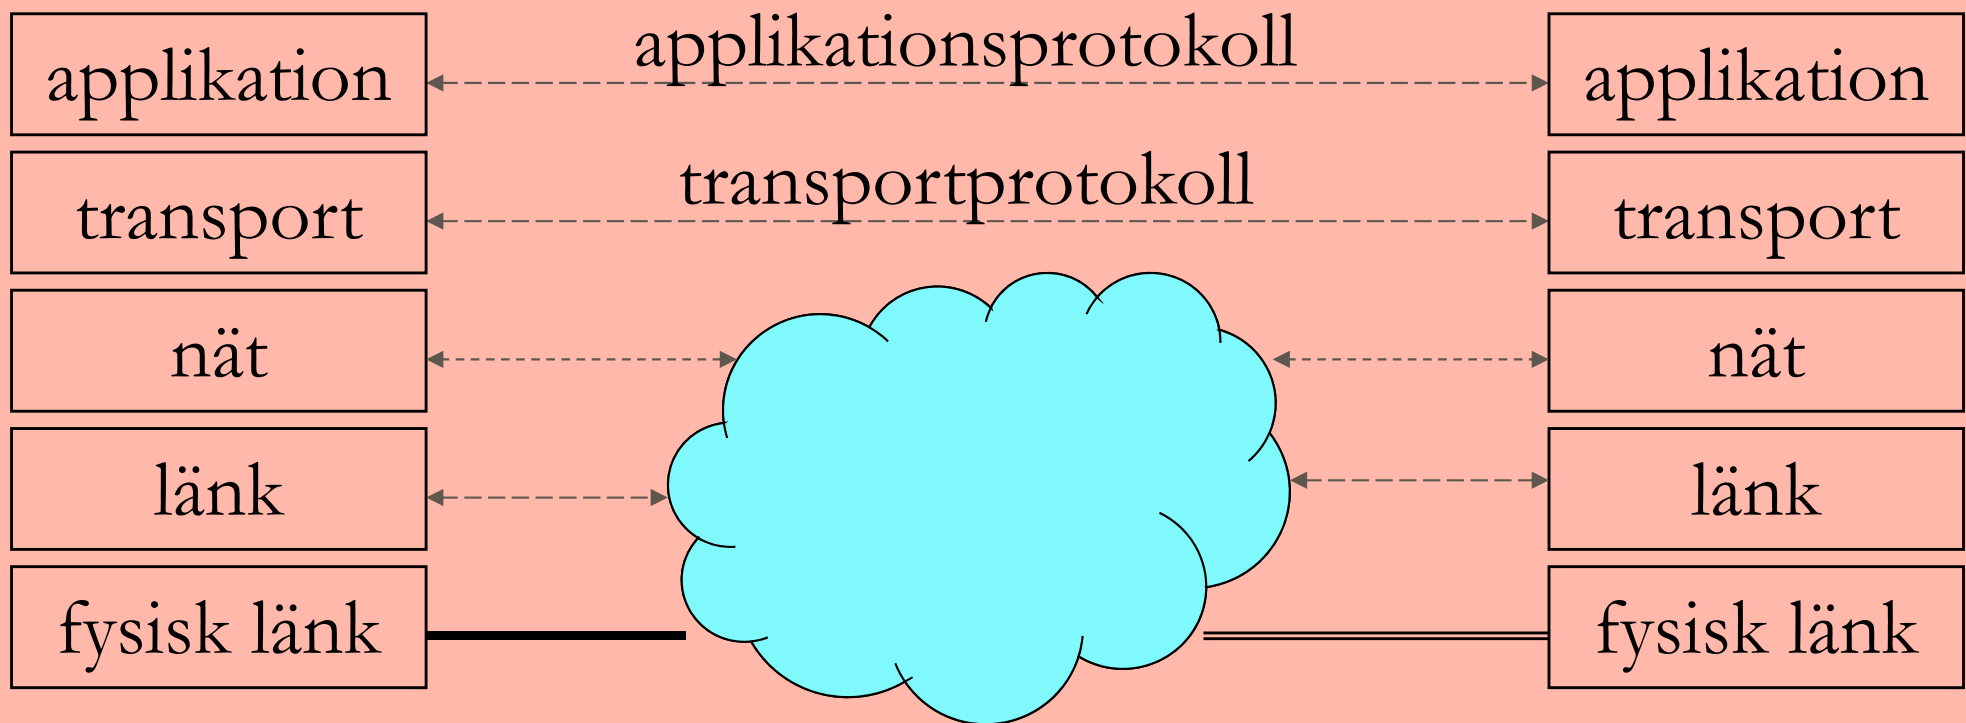 applikation
applikationsprotokoll
applikation
transport
transportprotokoll
transport
nät
nät
länk
länk
fysisk länk
fysisk länk